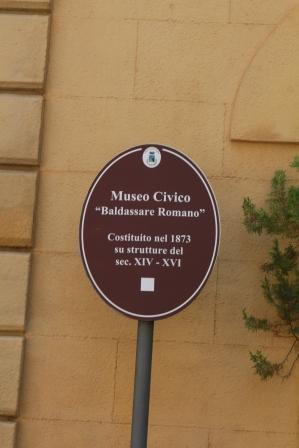 Museo Civico
“Baldassare Romano”
Costituito nel 1873
su strutture del
sec. XIV - XVI